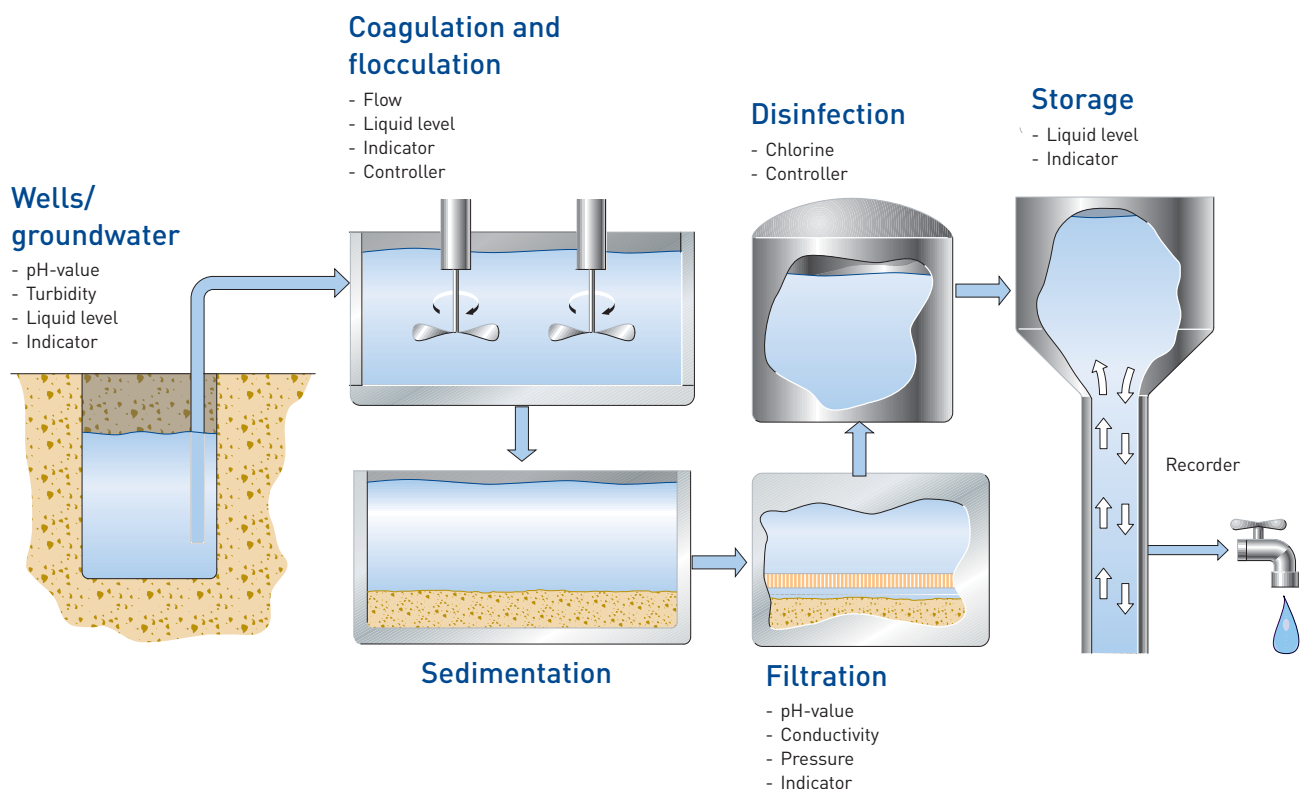 Wells/
groundwater
- pH-value
- Turbidity
- Liquid level
- Indicator
Coagulation and
flocculation
- Flow
- Liquid level
- Indicator
- Controller
Sedimentation
Filtration
- pH-value
- Conductivity
- Pressure
- Indicator
Disinfection
- Chlorine
- Controller
Storage
- Liquid level
- Indicator
Recorder